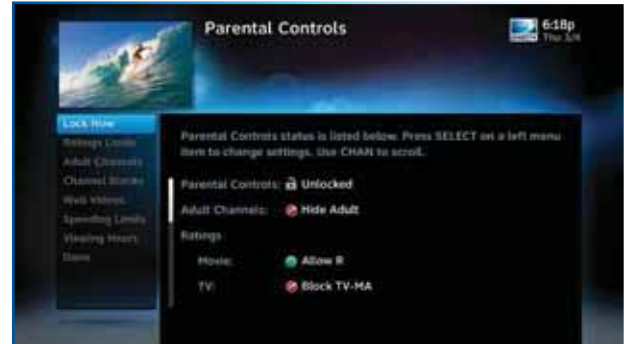 Parental Controls
6:18p
Thu 5/4
Lock Now
Ratings Limits
Adult Channels
Channel Blocks
Web Videos
Spending Limits
Viewing Hours
Done
Parental Controls status is listed below. Press SELECT on a left menu
item to change settings. Use CHAN to scroll.
Parental Controls: Unlocked
Adult Channels: Hide Adult
Ratings
Movie: Allow R
TV: Block TV-MA